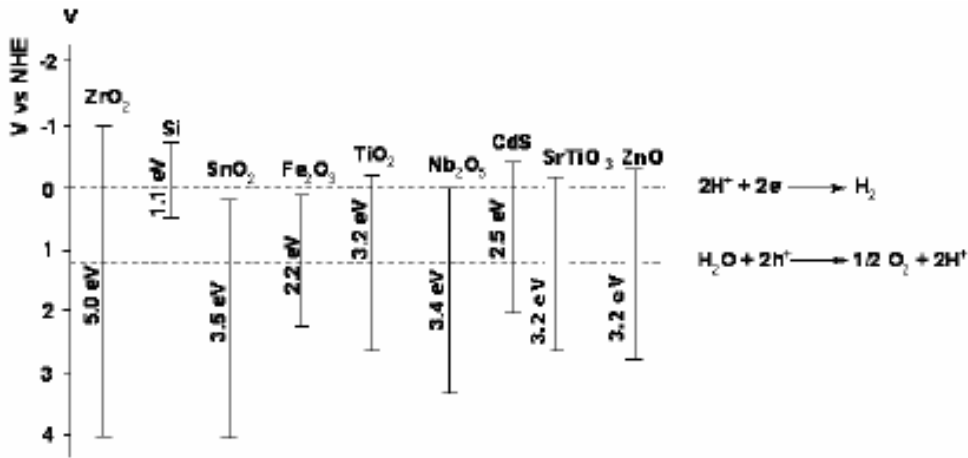 V
V vs NHE
-2
-1
0
1
2
3
4
ZrO₂
5.0 eV
Si
1.1 eV
SnO₂
3.5 eV
Fe₂O₃
2.2 eV
TiO₂
3.2 eV
Nb₂O₅
3.4 eV
CdS
2.5 eV
SrTiO₃
3.2 eV
ZnO
3.2 eV
2H⁺ + 2e → H₂
H₂O + 2h⁺ → 1/2 O₂ + 2H⁺